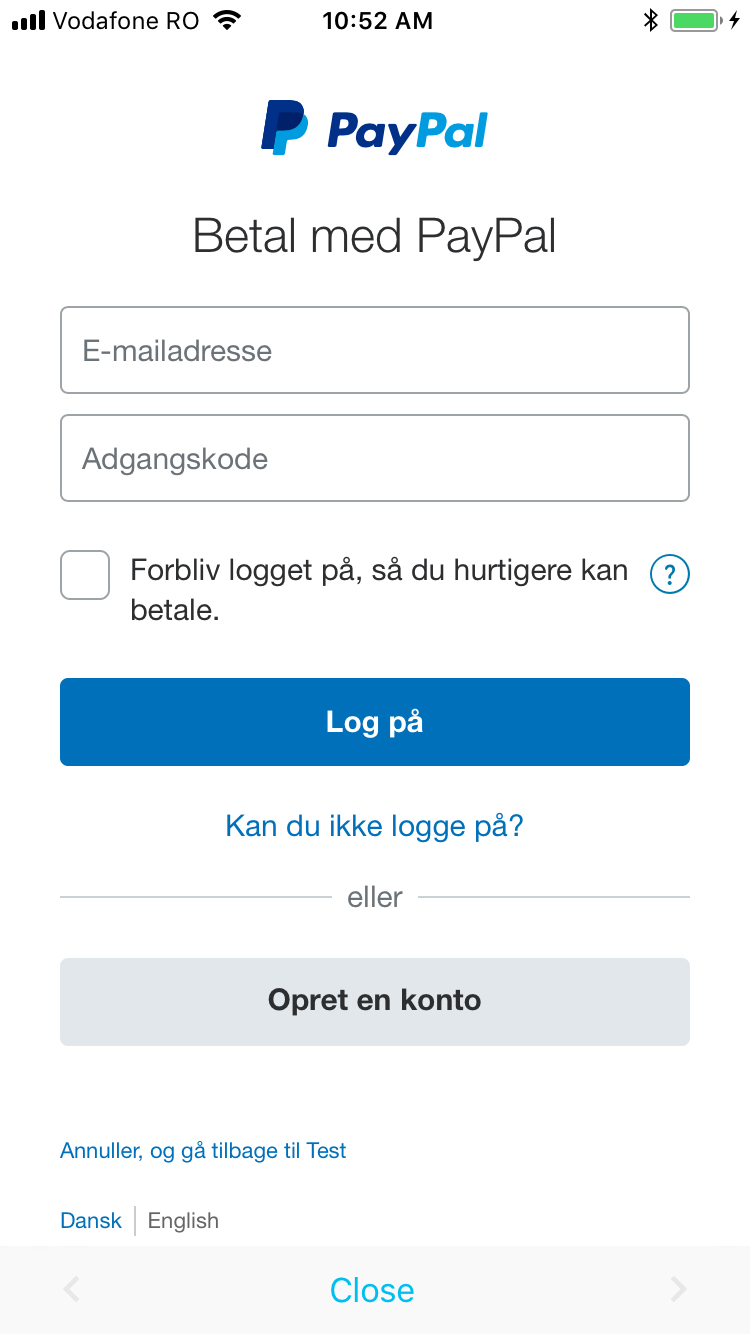 Vodafone RO 10:52 AM
PayPal
Betal med PayPal
E-mailadresse
Adgangskode
Forbliv logget på, så du hurtigere kan
betale.
?
Log på
Kan du ikke logge på?
eller
Opret en konto
Annuller, og gå tilbage til Test
Dansk English
Close